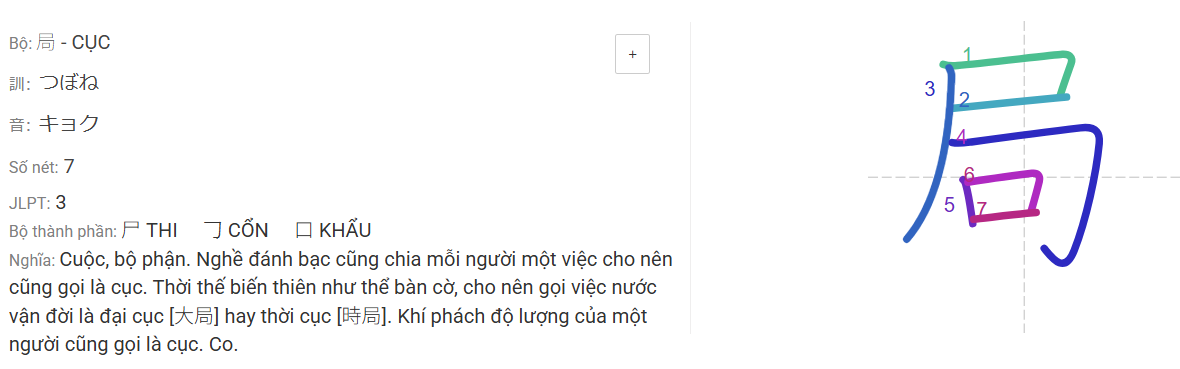 Bộ: 局 - CỤC
+
訓: つぼね
音: キョク
Số nét: 7
JLPT: 3
Bộ thành phần: 尸 THI 𠃌 CỔN 口 KHẨU
Nghĩa: Cuộc, bộ phận. Nghề đánh bạc cũng chia mỗi người một việc cho nên
cũng gọi là cục. Thời thế biến thiên như thể bàn cờ, cho nên gọi việc nước
vận đời là đại cục [大局] hay thời cục [時局]. Khí phách độ lượng của một
người cũng gọi là cục. Co.
局
1
2
3
4
5
6
7